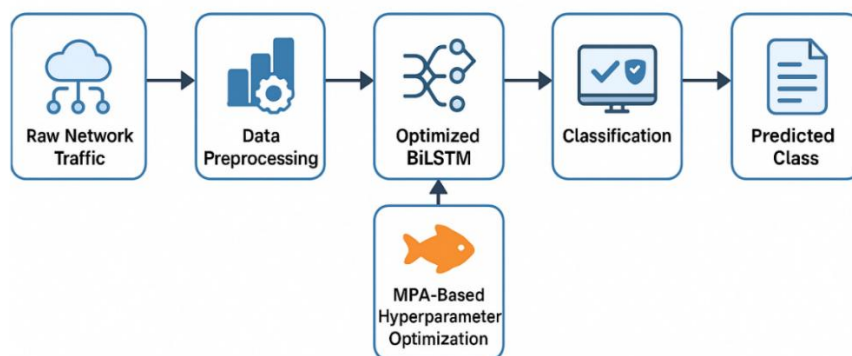 Raw Network
Traffic
Data
Preprocessing
Optimized
BiLSTM
Classification
Predicted
Class
MPA-Based
Hyperparameter
Optimization